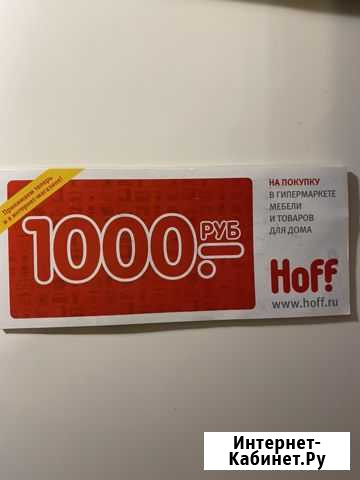 Принимаем теперь
и в интернет-магазине!
1000 РУБ.-
НА ПОКУПКУ
В ГИПЕРМАРКЕТЕ
МЕБЕЛИ
И ТОВАРОВ
ДЛЯ ДОМА
Hoff
www.hoff.ru
Интернет-
Кабинет.Ру